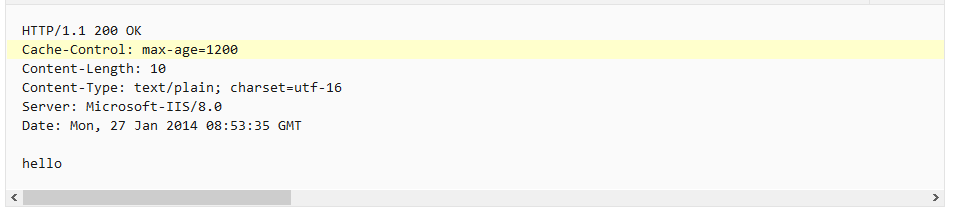 HTTP/1.1 200 OK
Cache-Control: max-age=1200
Content-Length: 10
Content-Type: text/plain; charset=utf-16
Server: Microsoft-IIS/8.0
Date: Mon, 27 Jan 2014 08:53:35 GMT
hello